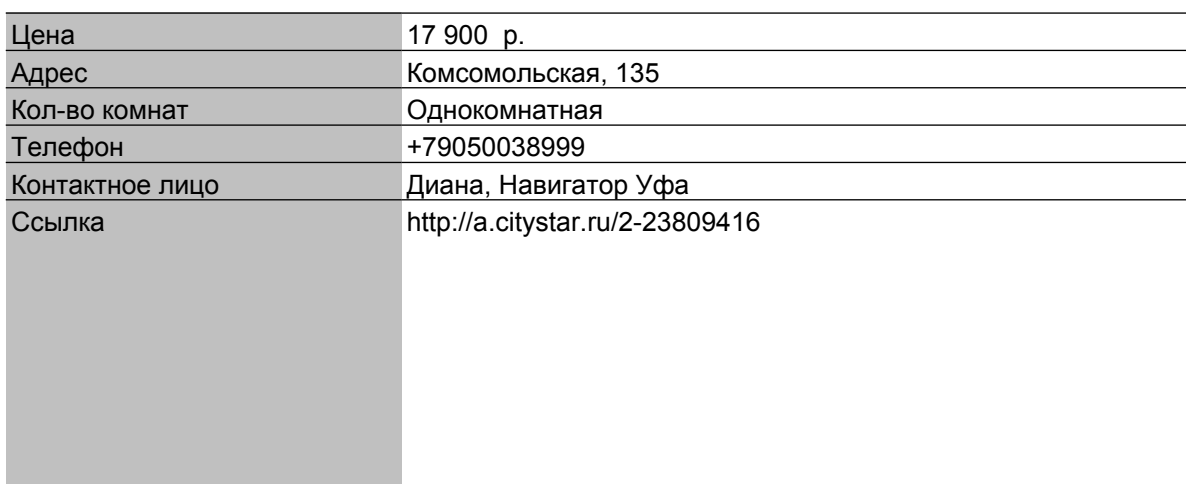 Цена 17 900 р.
Адрес Комсомольская, 135
Кол-во комнат Однокомнатная
Телефон +79050038999
Контактное лицо Диана, Навигатор Уфа
Ссылка http://a.citystar.ru/2-23809416